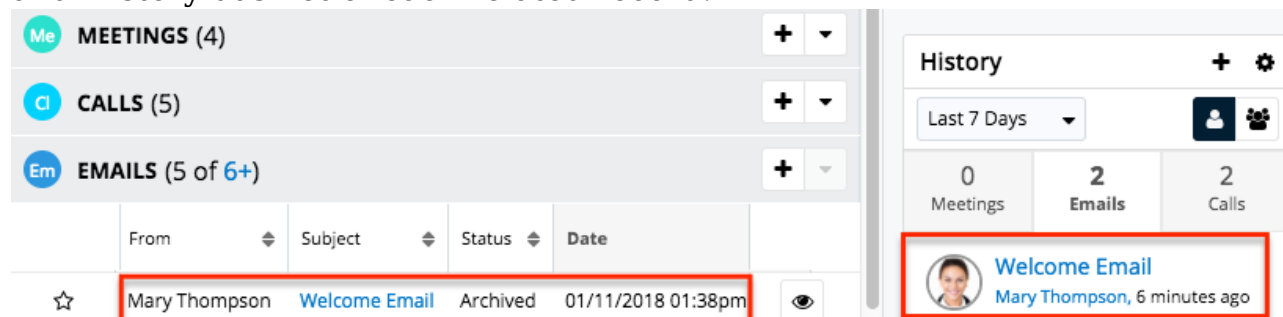 Me MEETINGS (4)
Cl CALLS (5)
Em EMAILS (5 of 6+)
From Subject Status Date
Mary Thompson Welcome Email Archived 01/11/2018 01:38pm
History
Last 7 Days
0 2 2
Meetings Emails Calls
Welcome Email
Mary Thompson, 6 minutes ago